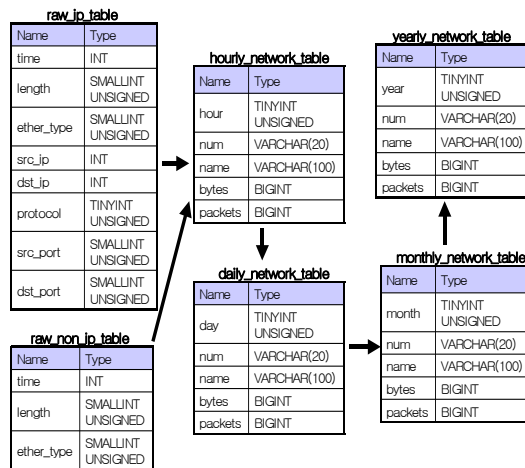 raw_ip_table
Name Type
time INT
length SMALLINT
UNSIGNED
ether_type SMALLINT
UNSIGNED
src_ip INT
dst_ip INT
protocol TINYINT
UNSIGNED
src_port SMALLINT
UNSIGNED
dst_port SMALLINT
UNSIGNED
raw_non_ip_table
Name Type
time INT
length SMALLINT
UNSIGNED
ether_type SMALLINT
UNSIGNED
hourly_network_table
Name Type
hour TINYINT
UNSIGNED
num VARCHAR(20)
name VARCHAR(100)
bytes BIGINT
packets BIGINT
daily_network_table
Name Type
day TINYINT
UNSIGNED
num VARCHAR(20)
name VARCHAR(100)
bytes BIGINT
packets BIGINT
yearly_network_table
Name Type
year TINYINT
UNSIGNED
num VARCHAR(20)
name VARCHAR(100)
bytes BIGINT
packets BIGINT
monthly_network_table
Name Type
month TINYINT
UNSIGNED
num VARCHAR(20)
name VARCHAR(100)
bytes BIGINT
packets BIGINT